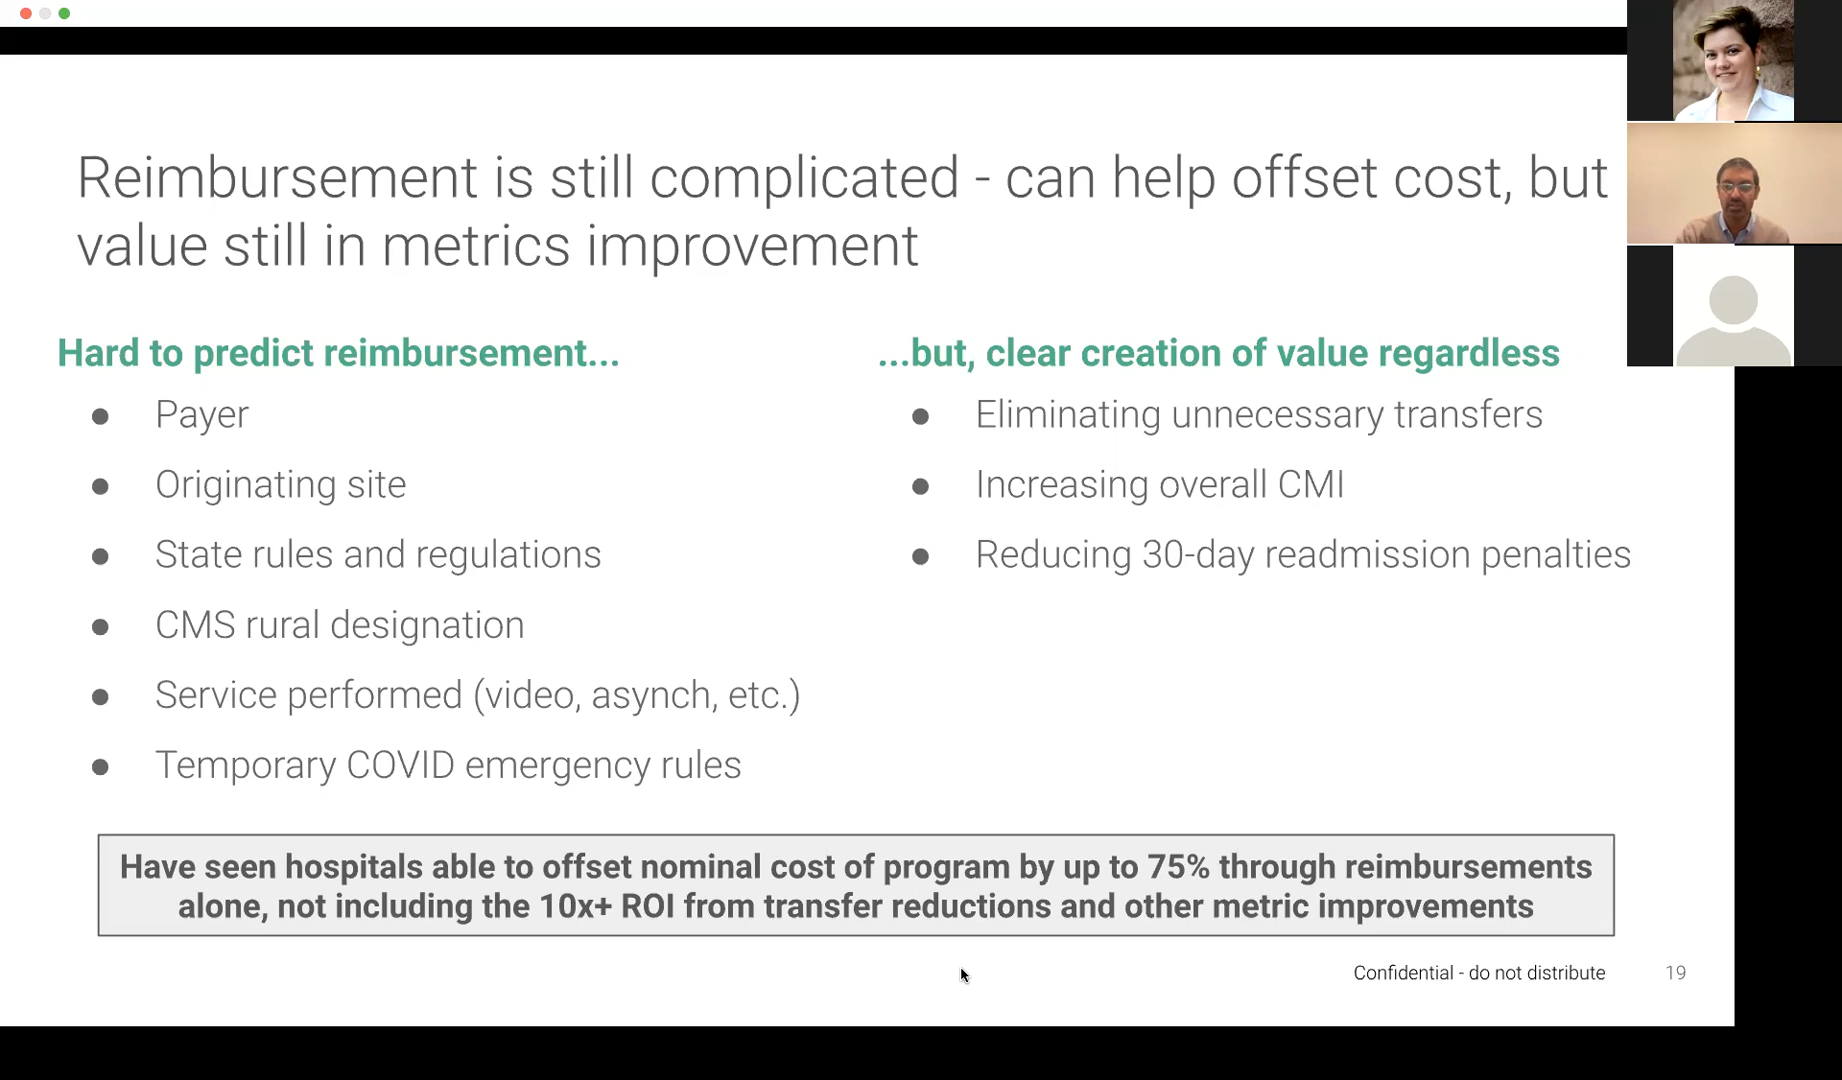 Reimbursement is still complicated - can help offset cost, but
value still in metrics improvement
Hard to predict reimbursement...
● Payer
● Originating site
● State rules and regulations
● CMS rural designation
● Service performed (video, asynch, etc.)
● Temporary COVID emergency rules
...but, clear creation of value regardless
● Eliminating unnecessary transfers
● Increasing overall CMI
● Reducing 30-day readmission penalties
Have seen hospitals able to offset nominal cost of program by up to 75% through reimbursements
alone, not including the 10x+ ROI from transfer reductions and other metric improvements
Confidential - do not distribute 19